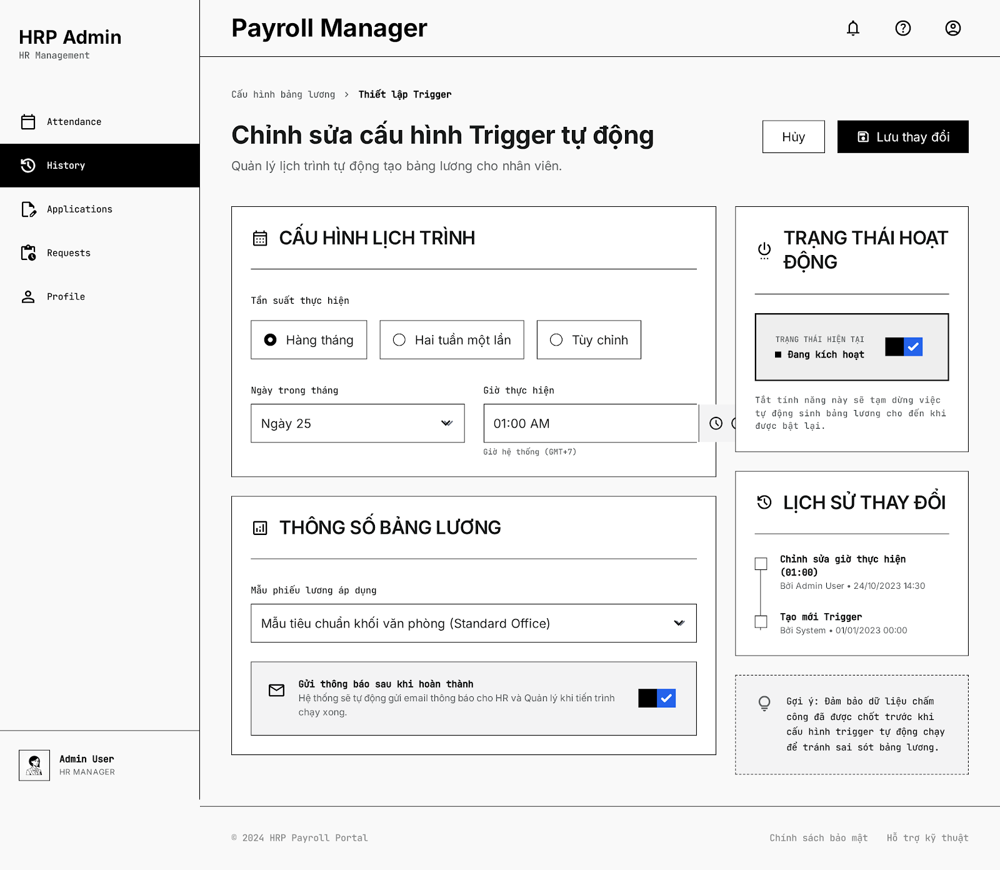 HRP Admin
HR Management
Attendance
History
Applications
Requests
Profile
Admin User
HR MANAGER
Payroll Manager
Cấu hình bảng lương
Thiết lập Trigger
Chỉnh sửa cấu hình Trigger tự động
Quản lý lịch trình tự động tạo bảng lương cho nhân viên.
Hủy
Lưu thay đổi
CẤU HÌNH LỊCH TRÌNH
Tần suất thực hiện
Hàng tháng
Hai tuần một lần
Tùy chỉnh
Ngày trong tháng
Ngày 25
Giờ thực hiện
01:00 AM
Giờ hệ thống (GMT+7)
THÔNG SỐ BẢNG LƯƠNG
Mẫu phiếu lương áp dụng
Mẫu tiêu chuẩn khối văn phòng (Standard Office)
Gửi thông báo sau khi hoàn thành
Hệ thống sẽ tự động gửi email thông báo cho HR và Quản lý khi tiến trình
chạy xong.
TRẠNG THÁI HOẠT
ĐỘNG
TRẠNG THÁI HIỆN TẠI
Đang kích hoạt
Tắt tính năng này sẽ tạm dừng việc
tự động sinh bảng lương cho đến khi
được bật lại.
LỊCH SỬ THAY ĐỔI
Chỉnh sửa giờ thực hiện
(01:00)
Bởi Admin User • 24/10/2023 14:30
Tạo mới Trigger
Bởi System • 01/01/2023 00:00
Gợi ý: Đảm bảo dữ liệu chấm
công đã được chốt trước khi
cấu hình trigger tự động chạy
để tránh sai sót bảng lương.
© 2024 HRP Payroll Portal
Chính sách bảo mật
Hỗ trợ kỹ thuật